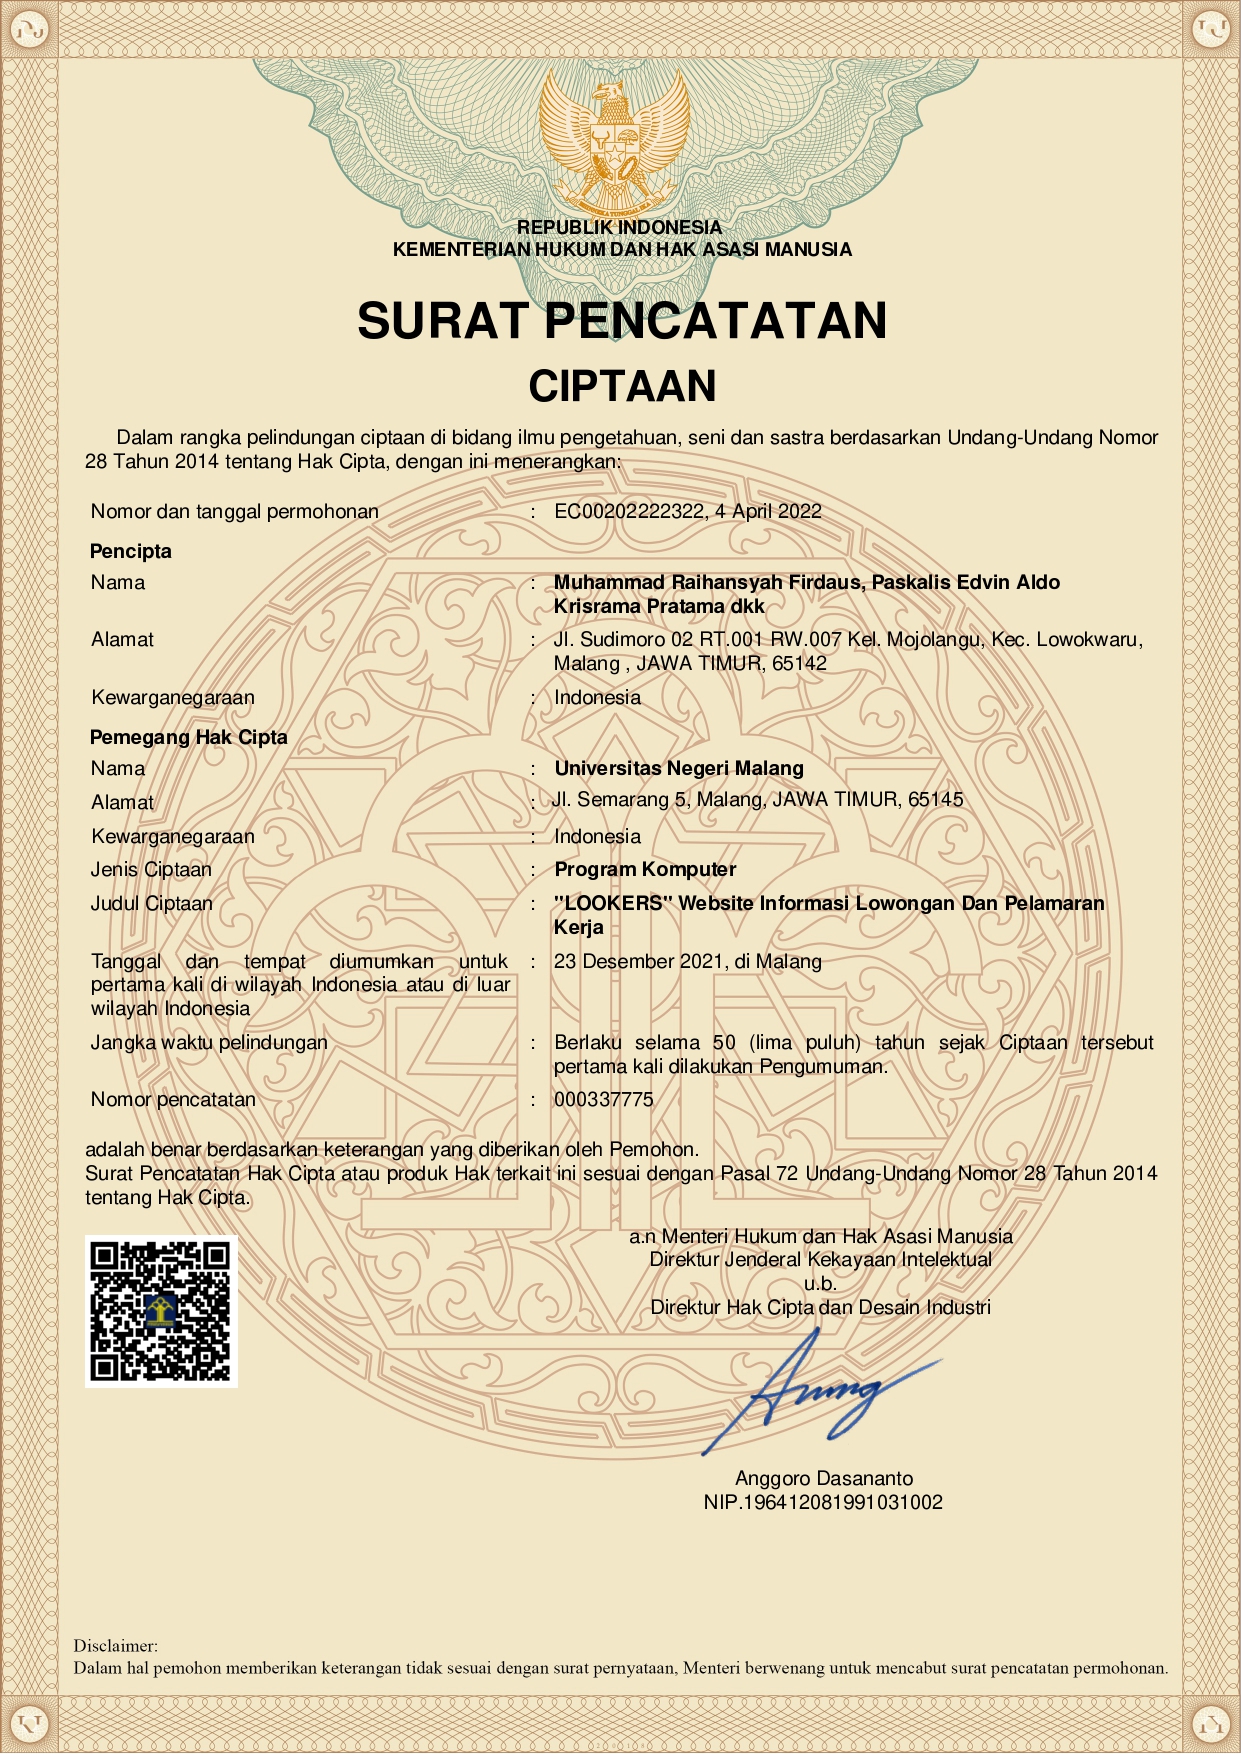 REPUBLIK INDONESIA
KEMENTERIAN HUKUM DAN HAK ASASI MANUSIA
SURAT PENCATATAN
CIPTAAN
Dalam rangka pelindungan ciptaan di bidang ilmu pengetahuan, seni dan sastra berdasarkan Undang-Undang Nomor
28 Tahun 2014 tentang Hak Cipta, dengan ini menerangkan:
Nomor dan tanggal permohonan : EC00202222322, 4 April 2022
Pencipta
Nama : Muhammad Raihansyah Firdaus, Paskalis Edvin Aldo
Krisrama Pratama dkk
Alamat : Jl. Sudimoro 02 RT.001 RW.007 Kel. Mojolangu, Kec. Lowokwaru,
Malang , JAWA TIMUR, 65142
Kewarganegaraan : Indonesia
Pemegang Hak Cipta
Nama : Universitas Negeri Malang
Alamat : Jl. Semarang 5, Malang, JAWA TIMUR, 65145
Kewarganegaraan : Indonesia
Jenis Ciptaan : Program Komputer
Judul Ciptaan : "LOOKERS" Website Informasi Lowongan Dan Pelamaran
Kerja
Tanggal dan tempat diumumkan untuk : 23 Desember 2021, di Malang
pertama kali di wilayah Indonesia atau di luar
wilayah Indonesia
Jangka waktu pelindungan : Berlaku selama 50 (lima puluh) tahun sejak Ciptaan tersebut
pertama kali dilakukan Pengumuman.
Nomor pencatatan : 000337775
adalah benar berdasarkan keterangan yang diberikan oleh Pemohon.
Surat Pencatatan Hak Cipta atau produk Hak terkait ini sesuai dengan Pasal 72 Undang-Undang Nomor 28 Tahun 2014
tentang Hak Cipta.
a.n Menteri Hukum dan Hak Asasi Manusia
Direktur Jenderal Kekayaan Intelektual
u.b.
Direktur Hak Cipta dan Desain Industri
Anggoro Dasananto
NIP.196412081991031002
Disclaimer:
Dalam hal pemohon memberikan keterangan tidak sesuai dengan surat pernyataan, Menteri berwenang untuk mencabut surat pencatatan permohonan.